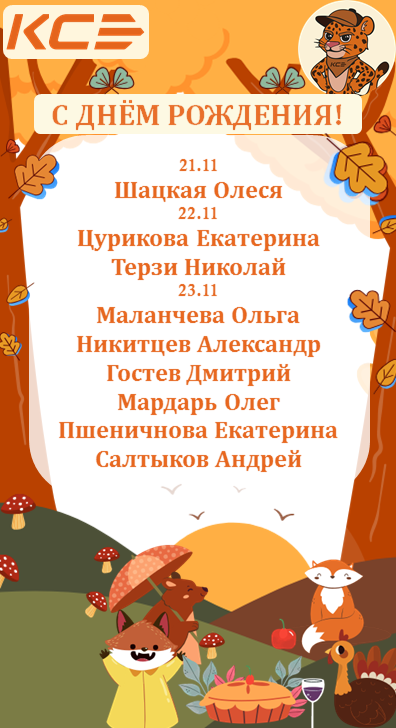 КСЭ
КСЭ
С ДНЁМ РОЖДЕНИЯ!
21.11
Шацкая Олеся
22.11
Цурикова Екатерина
Терзи Николай
23.11
Маланчева Ольга
Никитцев Александр
Гостев Дмитрий
Мардарь Олег
Пшеничнова Екатерина
Салтыков Андрей